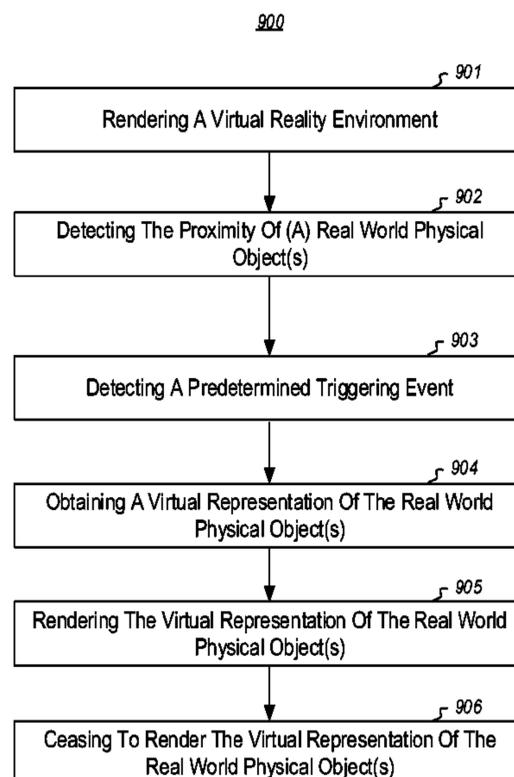 900
901
Rendering A Virtual Reality Environment
902
Detecting The Proximity Of (A) Real World Physical
Object(s)
903
Detecting A Predetermined Triggering Event
904
Obtaining A Virtual Representation Of The Real World
Physical Object(s)
905
Rendering The Virtual Representation Of The Real World
Physical Object(s)
906
Ceasing To Render The Virtual Representation Of The
Real World Physical Object(s)